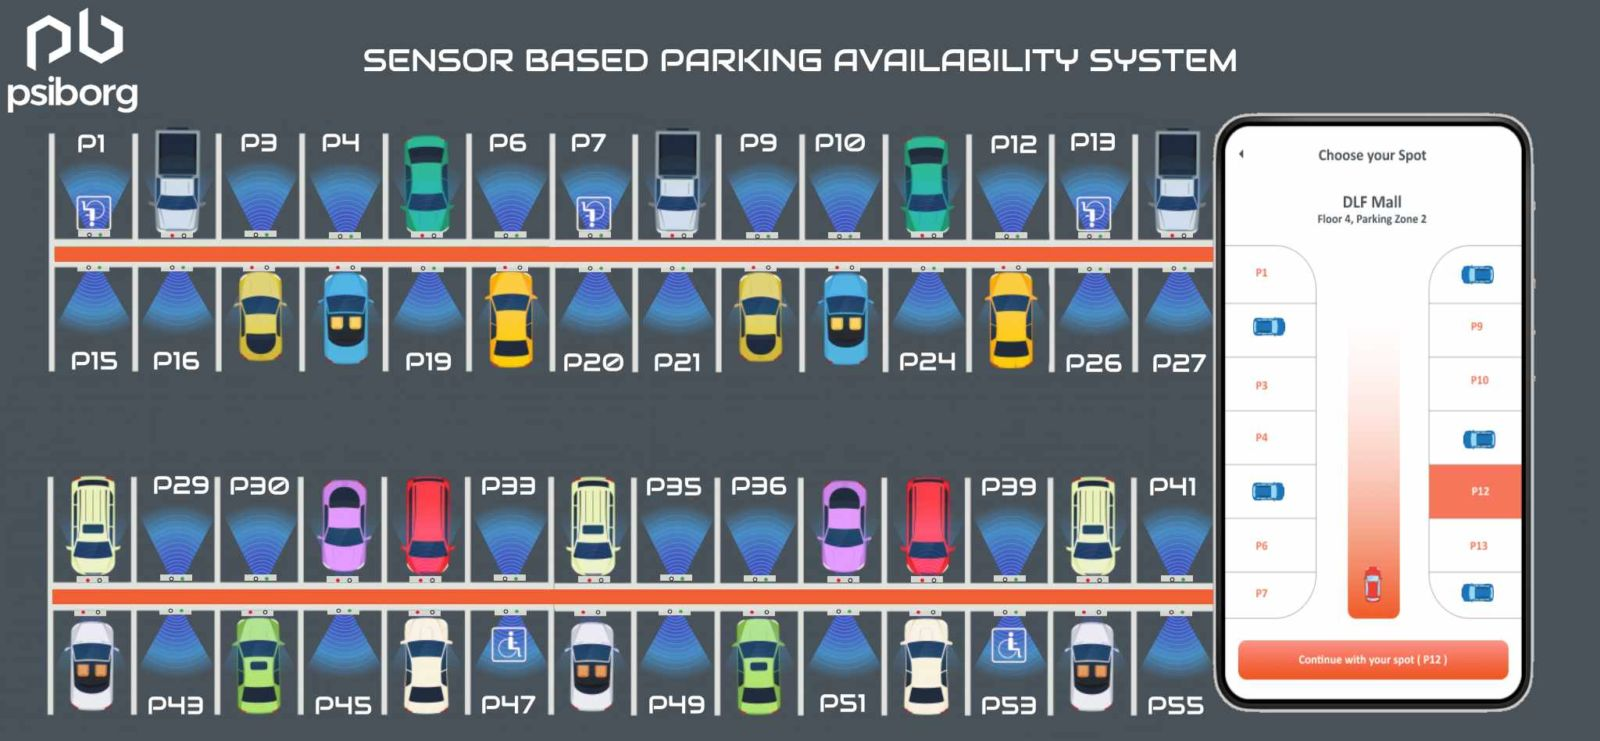 psiborg
SENSOR BASED PARKING AVAILABILITY SYSTEM
P1 P3 P4 P6 P7 P9 P10 P12 P13
P15 P16 P19 P20 P21 P24 P26 P27
P29 P30 P33 P35 P36 P39 P41
P43 P45 P47 P49 P51 P53 P55
Choose your Spot
DLF Mall
Floor 4, Parking Zone 2
P1
P9
P3 P10
P4
P12
P6 P13
P7
Continue with your spot ( P12 )